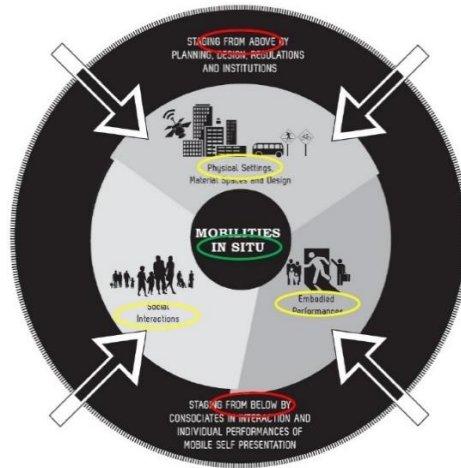 STAGING FROM ABOVE BY
PLANNING, DESIGN, REGULATIONS
AND INSTITUTIONS
Physical Settings,
Material Spaces and Design
MOBILITIES
IN SITU
Social
Interactions
Embodied
Performances
STAGING FROM BELOW BY
CONSOCIATES IN INTERACTION AND
INDIVIDUAL PERFORMANCES OF
MOBILE SELF PRESENTATION